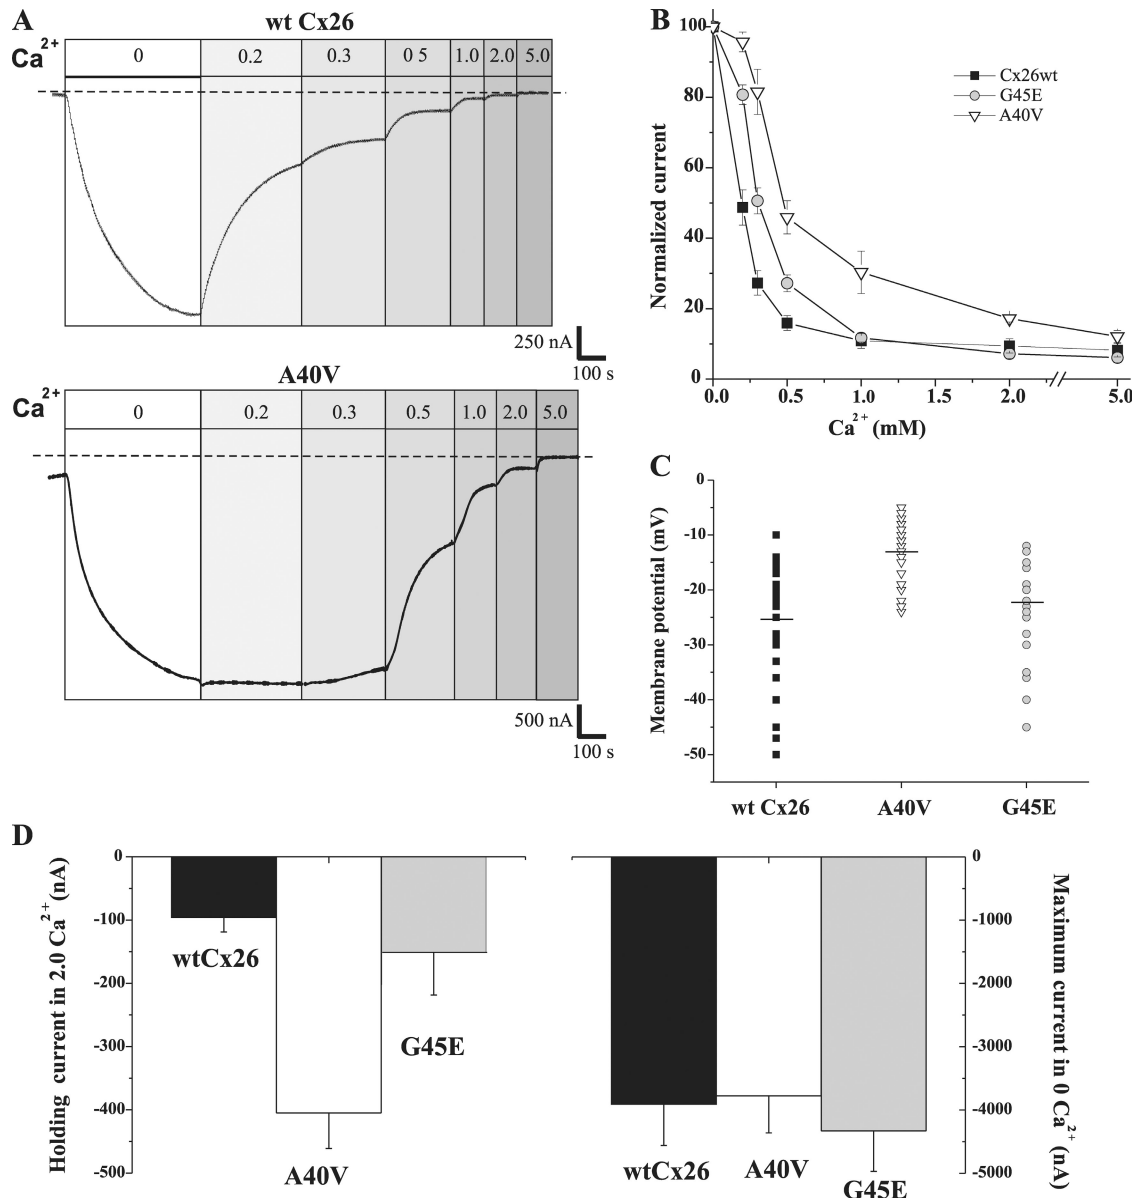 A
wt Cx26
Ca2+
0 0.2 0.3 0 5 1.0 2.0 5.0
250 nA
100 s
A40V
Ca2+
0 0.2 0.3 0.5 1.0 2.0 5.0
500 nA
100 s
B
Normalized current
100
80
60
40
20
0
0.0 0.5 1.0 1.5 2.0 5.0
Ca2+ (mM)
Cx26wt
G45E
A40V
C
Membrane potential (mV)
0
-10
-20
-30
-40
-50
wt Cx26 A40V G45E
D
Holding current in 2.0 Ca2+ (nA)
0
-100
-200
-300
-400
-500
wtCx26
A40V
G45E
Maximum current in 0 Ca2+ (nA)
0
-1000
-2000
-3000
-4000
-5000
wtCx26
A40V
G45E